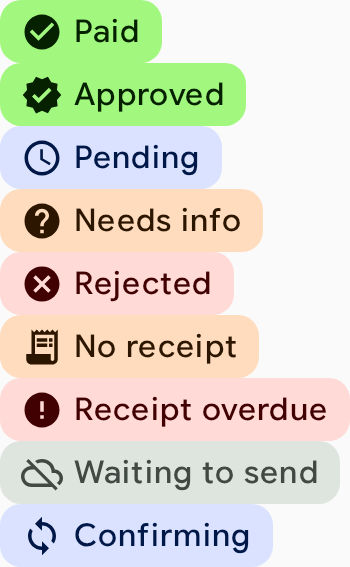 Paid
Approved
Pending
Needs info
Rejected
No receipt
Receipt overdue
Waiting to send
Confirming